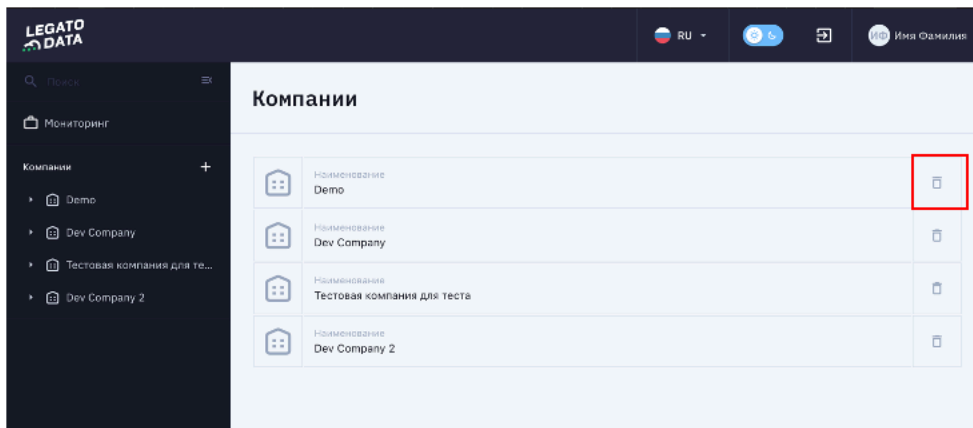 LEGATO
DATA
RU
ИФ Имя Фамилия
Поиск
Мониторинг
Компании
Demo
Dev Company
Тестовая компания для те...
Dev Company 2
Компании
Наименование
Demo
Наименование
Dev Company
Наименование
Тестовая компания для теста
Наименование
Dev Company 2